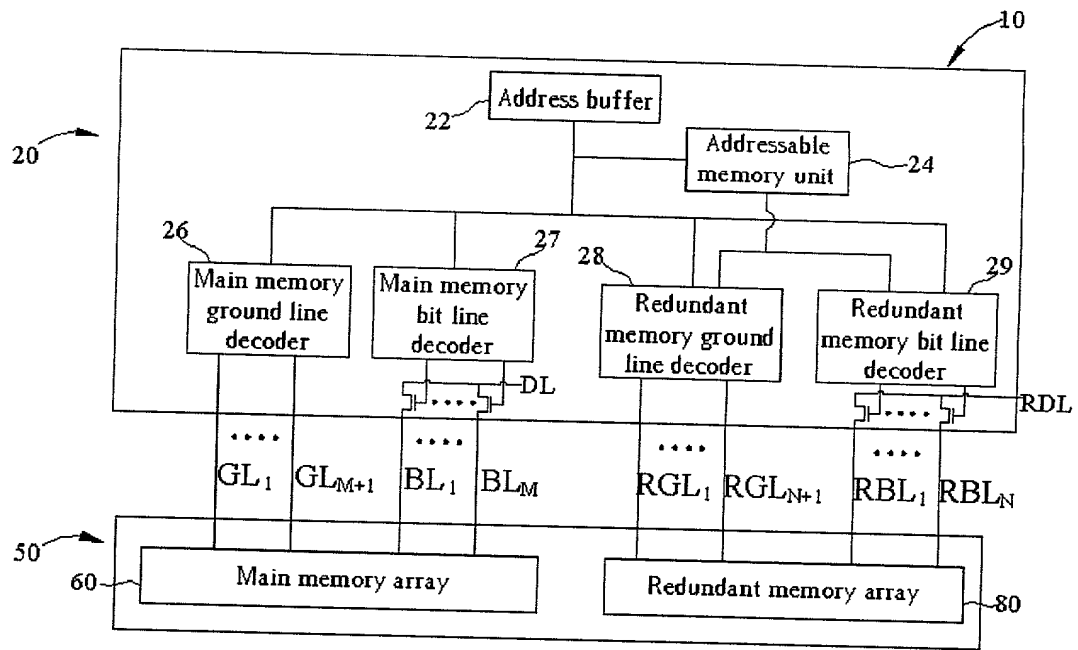 10
Address buffer
22
20
Addressable
memory unit
24
26
27
28
29
Main memory
ground line
decoder
Main memory
bit line
decoder
Redundant
memory ground
line decoder
Redundant
memory bit line
decoder
DL
RDL
GL1
GLM+1
BL1
BLM
RGL1
RGLN+1
RBL1
RBLN
50
60
Main memory array
Redundant memory array
80